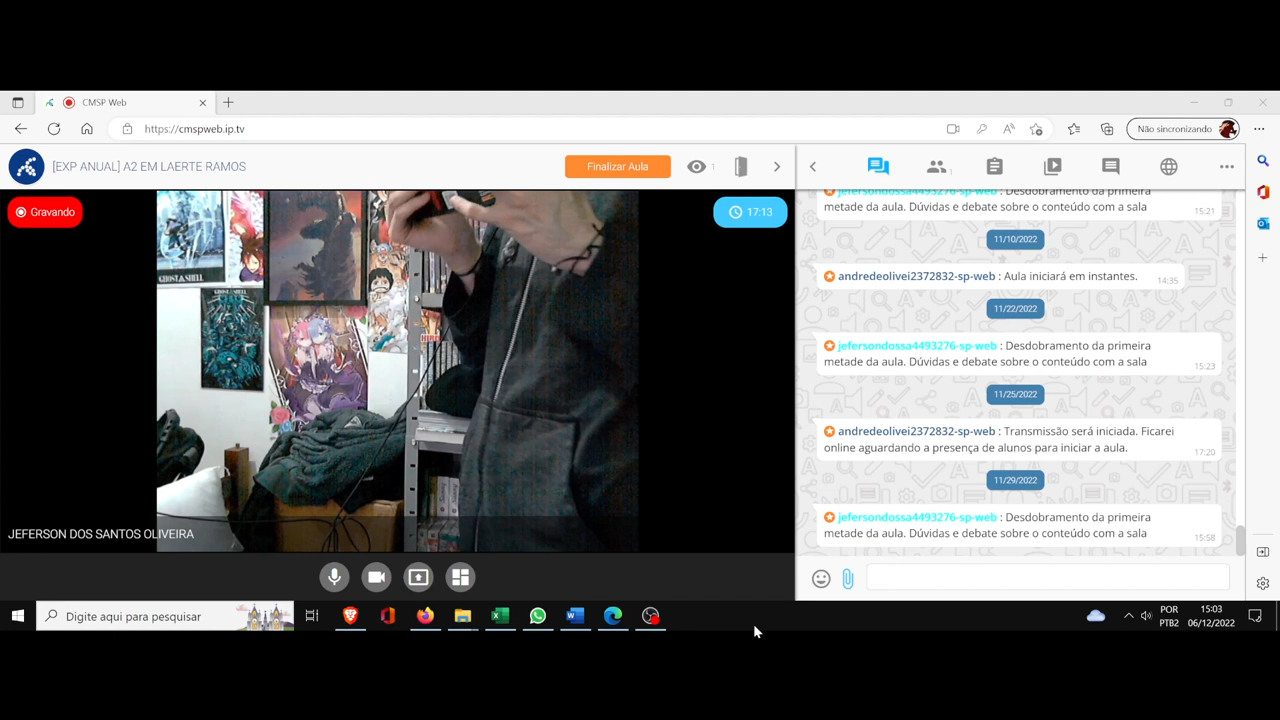 CMSP Web
https://cmspweb.ip.tv
Não sincronizando
[EXP ANUAL] A2 EM LAERTE RAMOS
Finalizar Aula
1
Gravando
17:13
JEFERSON DOS SANTOS OLIVEIRA
jefersondossa4493276-sp-web : Desdobramento da primeira
metade da aula. Dúvidas e debate sobre o conteúdo com a sala
15:21
11/10/2022
andredeolivei2372832-sp-web : Aula iniciará em instantes.
14:35
11/22/2022
jefersondossa4493276-sp-web : Desdobramento da primeira
metade da aula. Dúvidas e debate sobre o conteúdo com a sala
15:23
11/25/2022
andredeolivei2372832-sp-web : Transmissão será iniciada. Ficarei
online aguardando a presença de alunos para iniciar a aula.
17:20
11/29/2022
jefersondossa4493276-sp-web : Desdobramento da primeira
metade da aula. Dúvidas e debate sobre o conteúdo com a sala
15:58
Digite aqui para pesquisar
POR
PTB2
15:03
06/12/2022